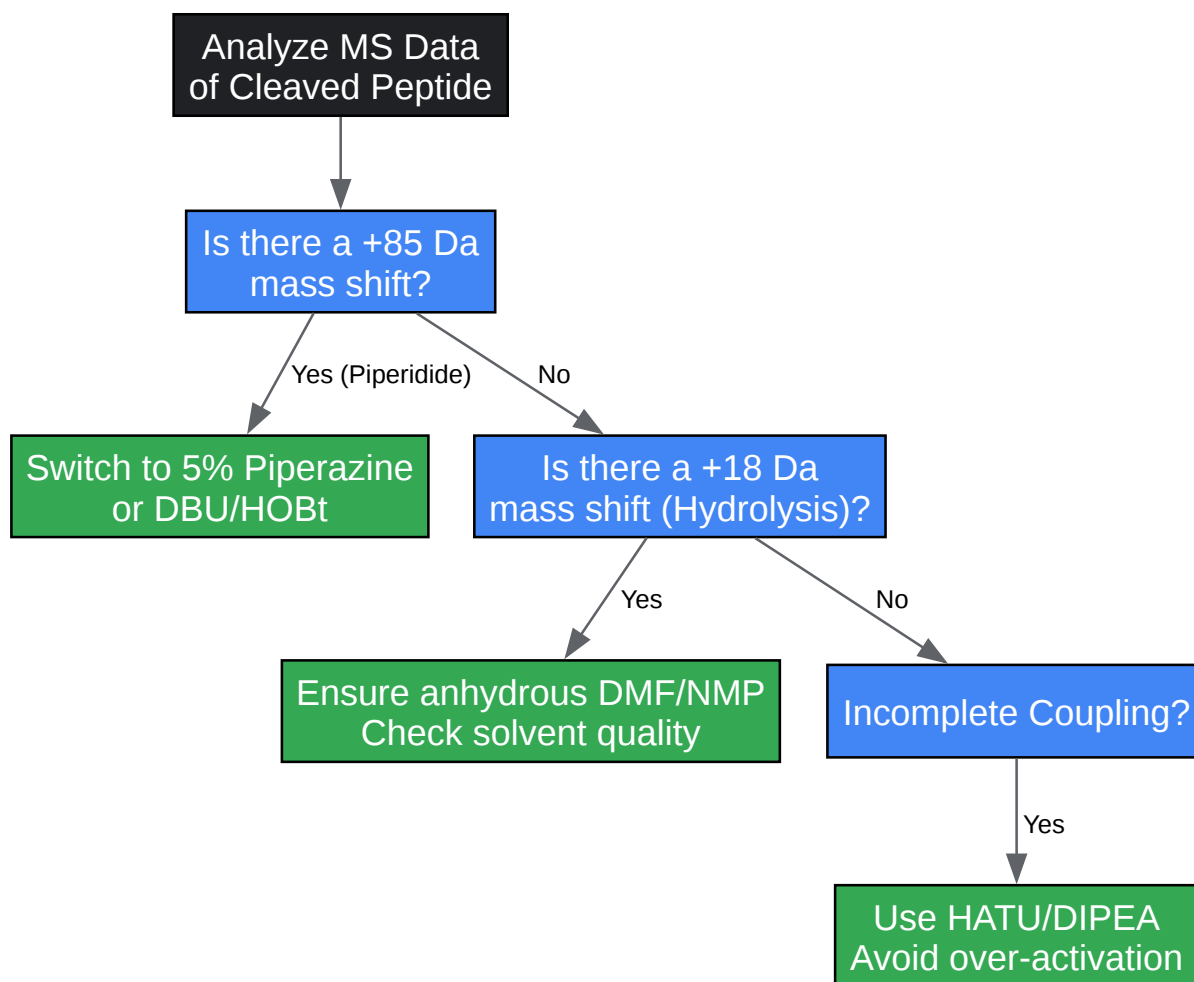 Analyze MS Data
of Cleaved Peptide
Is there a +85 Da
mass shift?
Yes (Piperidide)
No
Switch to 5% Piperazine
or DBU/HOBt
Is there a +18 Da
mass shift (Hydrolysis)?
Yes
No
Ensure anhydrous DMF/NMP
Check solvent quality
Incomplete Coupling?
Yes
Use HATU/DIPEA
Avoid over-activation